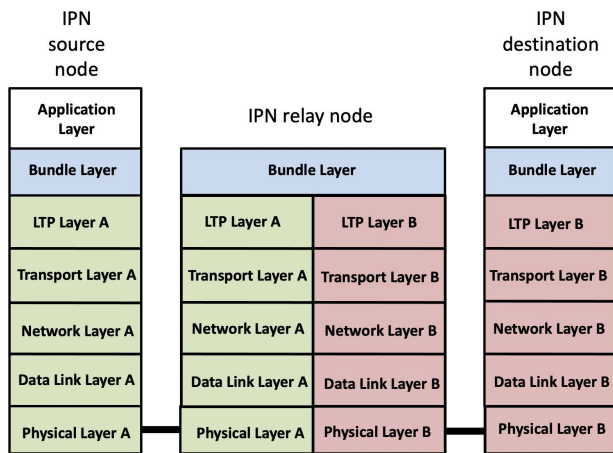 IPN
source
node
Application
Layer
Bundle Layer
LTP Layer A
Transport Layer A
Network Layer A
Data Link Layer A
Physical Layer A
IPN relay node
Bundle Layer
LTP Layer A
LTP Layer B
Transport Layer A
Transport Layer B
Network Layer A
Network Layer B
Data Link Layer A
Data Link Layer B
Physical Layer A
Physical Layer B
IPN
destination
node
Application
Layer
Bundle Layer
LTP Layer B
Transport Layer B
Network Layer B
Data Link Layer B
Physical Layer B